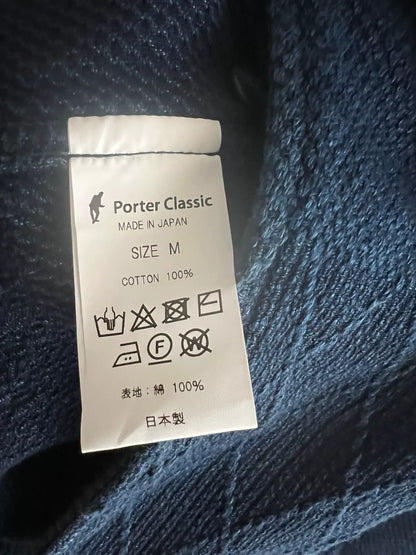 Porter Classic
MADE IN JAPAN
SIZE M
COTTON 100%
F W
表地：綿 100%
日本製